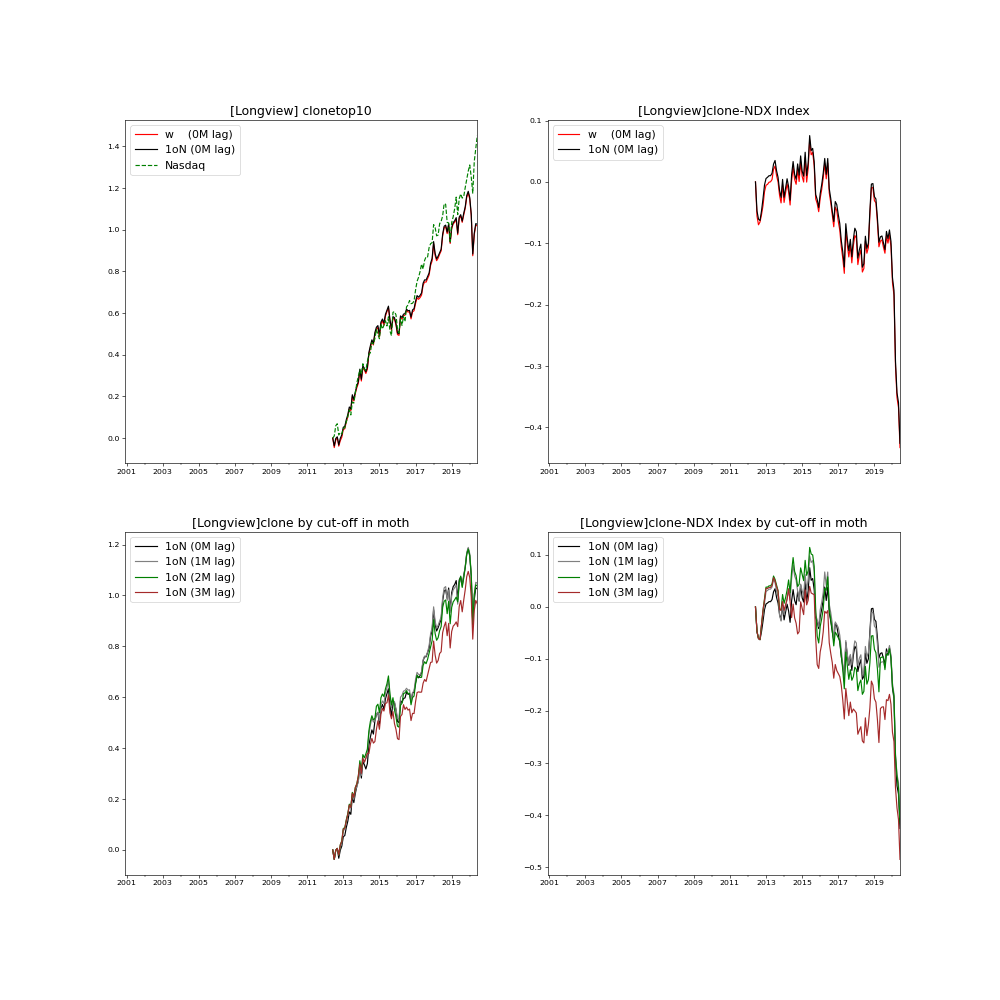 [Longview] clonetop10
w (0M lag)
1oN (0M lag)
Nasdaq
1.4
1.2
1.0
0.8
0.6
0.4
0.2
0.0
2001 2003 2005 2007 2009 2011 2013 2015 2017 2019
[Longview]clone-NDX Index
w (0M lag)
1oN (0M lag)
0.1
0.0
−0.1
−0.2
−0.3
−0.4
2001 2003 2005 2007 2009 2011 2013 2015 2017 2019
[Longview]clone by cut-off in moth
1oN (0M lag)
1oN (1M lag)
1oN (2M lag)
1oN (3M lag)
1.2
1.0
0.8
0.6
0.4
0.2
0.0
2001 2003 2005 2007 2009 2011 2013 2015 2017 2019
[Longview]clone-NDX Index by cut-off in moth
1oN (0M lag)
1oN (1M lag)
1oN (2M lag)
1oN (3M lag)
0.1
0.0
−0.1
−0.2
−0.3
−0.4
−0.5
2001 2003 2005 2007 2009 2011 2013 2015 2017 2019